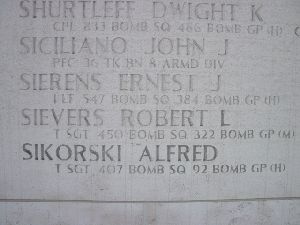 SHURTLEFF DWIGHT K
CPL 833 BOMB SQ 486 BOMB GP (H)
SICILIANO JOHN J
PFC 36 TK BN 8 ARMD DIV
SIERENS ERNEST J
1 LT 547 BOMB SQ 384 BOMB GP (H)
SIEVERS ROBERT L
T SGT 450 BOMB SQ 322 BOMB GP (M)
SIKORSKI ALFRED
T SGT 407 BOMB SQ 92 BOMB GP (H)